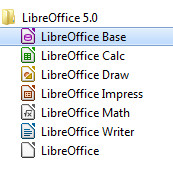 LibreOffice 5.0
LibreOffice Base
LibreOffice Calc
LibreOffice Draw
LibreOffice Impress
LibreOffice Math
LibreOffice Writer
LibreOffice